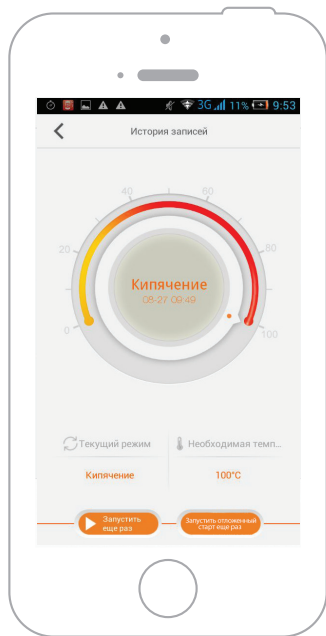 3G 11% 9:53
История записей
40 60
20 80
Кипячение
08-27 09:49
0 100
Текущий режим Необходимая темп...
Кипячение 100°C
Запустить
еще раз
Запустить отложенный
старт еще раз